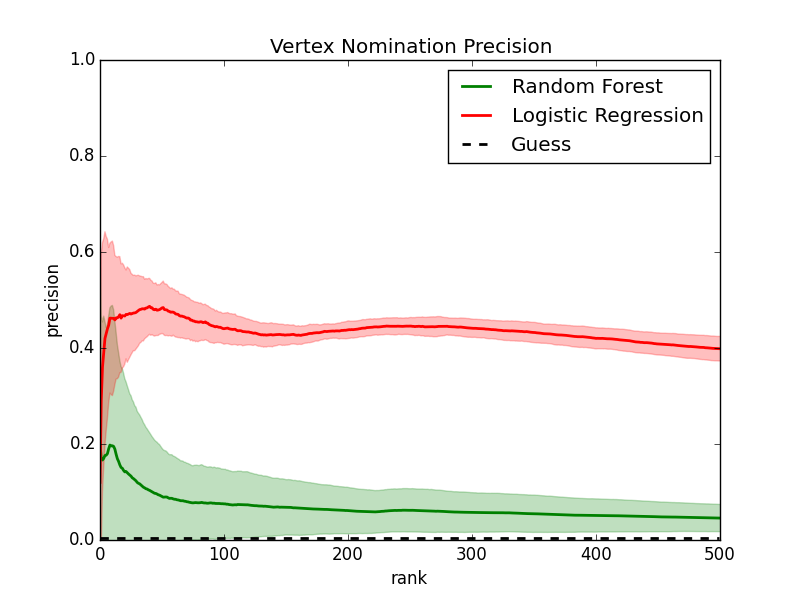 Vertex Nomination Precision
1.0
0.8
0.6
0.4
0.2
0.0
precision
Random Forest
Logistic Regression
Guess
0 100 200 300 400 500
rank